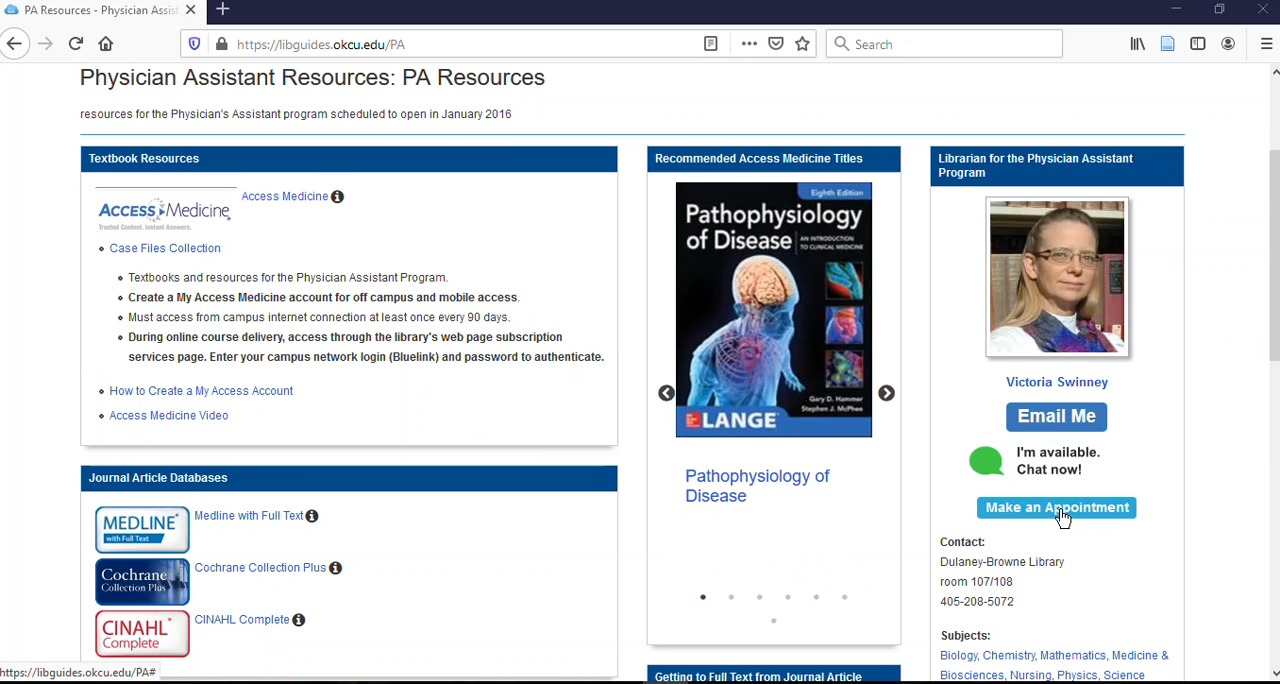 PA Resources - Physician Assist
https://libguides.okcu.edu/PA
Search
Physician Assistant Resources: PA Resources
resources for the Physician's Assistant program scheduled to open in January 2016
Textbook Resources
ACCESS Medicine
Trusted Content. Instant Answers.
Access Medicine
Case Files Collection
Textbooks and resources for the Physician Assistant Program.
Create a My Access Medicine account for off campus and mobile access.
Must access from campus internet connection at least once every 90 days.
During online course delivery, access through the library's web page subscription
services page. Enter your campus network login (Bluelink) and password to authenticate.
How to Create a My Access Account
Access Medicine Video
Journal Article Databases
MEDLINE
with Full Text
Medline with Full Text
Cochrane
Collection Plus
Cochrane Collection Plus
CINAHL
Complete
CINAHL Complete
Recommended Access Medicine Titles
Eighth Edition
Pathophysiology
of Disease
AN INTRODUCTION
TO CLINICAL MEDICINE
Gary D. Hammer
Stephen J. McPhee
LANGE
Pathophysiology of
Disease
Getting to Full Text from Journal Article
Librarian for the Physician Assistant
Program
Victoria Swinney
Email Me
I'm available.
Chat now!
Make an Appointment
Contact:
Dulaney-Browne Library
room 107/108
405-208-5072
Subjects:
Biology, Chemistry, Mathematics, Medicine &
Biosciences, Nursing, Physics, Science
https://libguides.okcu.edu/PA#